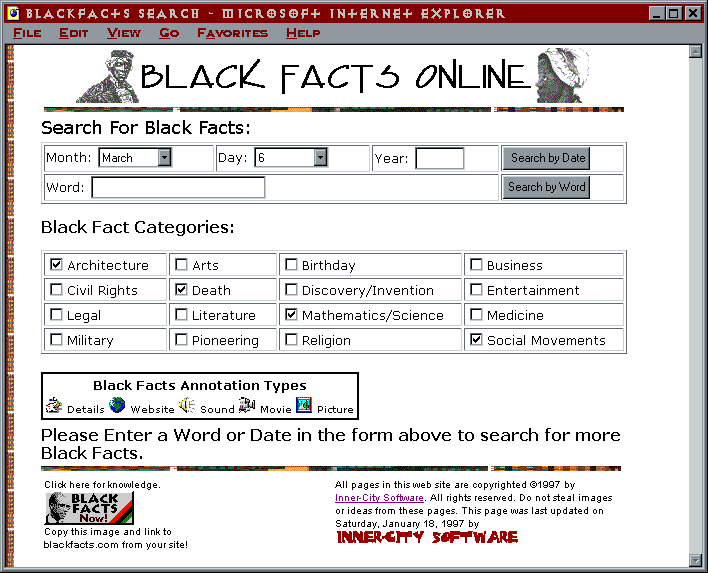 BLACKFACTS SEARCH - MICROSOFT INTERNET EXPLORER
FILE EDIT VIEW GO FAVORITES HELP
BLACK FACTS ONLINE
Search For Black Facts:
Month: March Day: 6 Year: Search by Date
Word: Search by Word
Black Fact Categories:
Architecture Arts Birthday Business
Civil Rights Death Discovery/Invention Entertainment
Legal Literature Mathematics/Science Medicine
Military Pioneering Religion Social Movements
Black Facts Annotation Types
Details Website Sound Movie Picture
Please Enter a Word or Date in the form above to search for more
Black Facts.
Click here for knowledge.
BLACK
FACTS
Now!
Copy this image and link to
blackfacts.com from your site!
All pages in this web site are copyrighted ©1997 by
Inner-City Software. All rights reserved. Do not steal images
or ideas from these pages. This page was last updated on
Saturday, January 18, 1997 by
INNER-CITY SOFTWARE